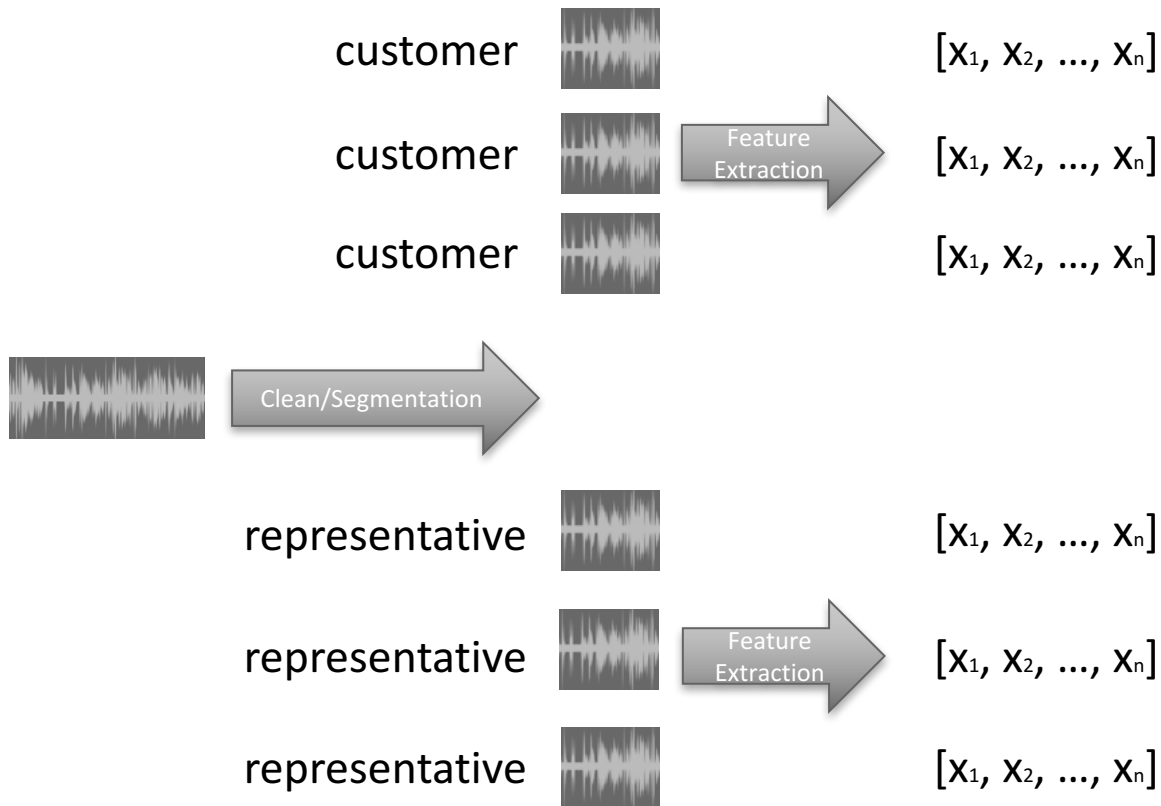 customer
[x₁, x₂, ..., xₙ]
customer
Feature
Extraction
[x₁, x₂, ..., xₙ]
customer
[x₁, x₂, ..., xₙ]
Clean/Segmentation
representative
[x₁, x₂, ..., xₙ]
representative
Feature
Extraction
[x₁, x₂, ..., xₙ]
representative
[x₁, x₂, ..., xₙ]